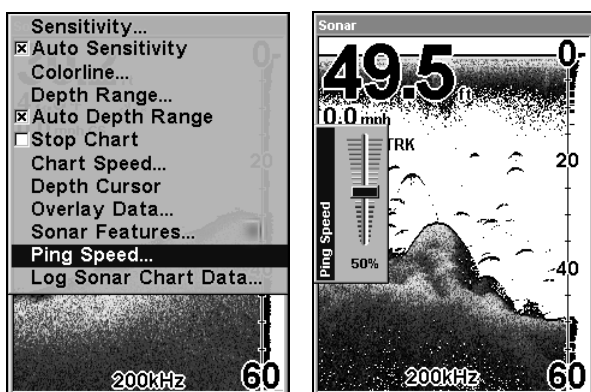 Sensitivity...
Auto Sensitivity
Colorline...
Depth Range...
Auto Depth Range
Stop Chart
Chart Speed...
Depth Cursor
Overlay Data...
Sonar Features...
Ping Speed...
Log Sonar Chart Data...
0
20
200kHz
60
Sonar
49.5 ft
0.0 mph
TRK
Ping Speed
50%
0
20
40
200kHz
60